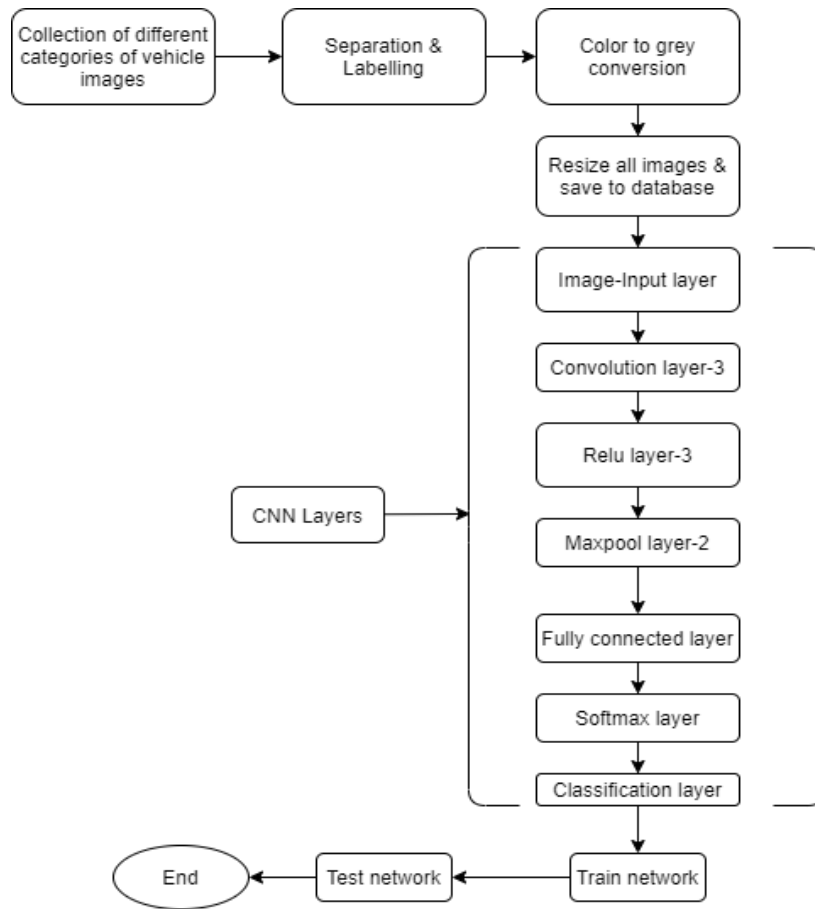 Collection of different
categories of vehicle
images
Separation &
Labelling
Color to grey
conversion
Resize all images &
save to database
Image-Input layer
Convolution layer-3
Relu layer-3
CNN Layers
Maxpool layer-2
Fully connected layer
Softmax layer
Classification layer
End
Test network
Train network